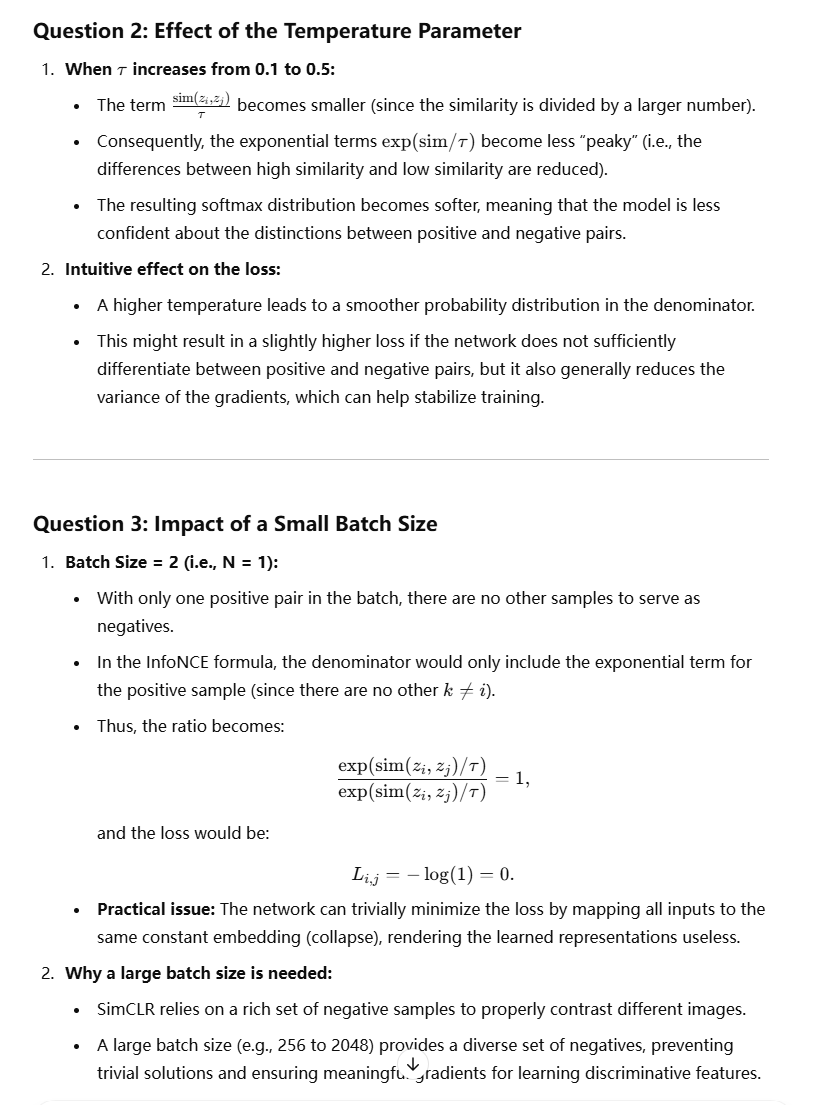 Question 2: Effect of the Temperature Parameter
1. When τ increases from 0.1 to 0.5:
• The term sim(zᵢ,zⱼ)/τ becomes smaller (since the similarity is divided by a larger number).
• Consequently, the exponential terms exp(sim/τ) become less “peaky” (i.e., the
differences between high similarity and low similarity are reduced).
• The resulting softmax distribution becomes softer, meaning that the model is less
confident about the distinctions between positive and negative pairs.
2. Intuitive effect on the loss:
• A higher temperature leads to a smoother probability distribution in the denominator.
• This might result in a slightly higher loss if the network does not sufficiently
differentiate between positive and negative pairs, but it also generally reduces the
variance of the gradients, which can help stabilize training.
Question 3: Impact of a Small Batch Size
1. Batch Size = 2 (i.e., N = 1):
• With only one positive pair in the batch, there are no other samples to serve as
negatives.
• In the InfoNCE formula, the denominator would only include the exponential term for
the positive sample (since there are no other k ≠ i).
• Thus, the ratio becomes:
exp(sim(zᵢ, zⱼ)/τ)
exp(sim(zᵢ, zⱼ)/τ) = 1,
and the loss would be:
Lᵢ,ⱼ = − log(1) = 0.
• Practical issue: The network can trivially minimize the loss by mapping all inputs to the
same constant embedding (collapse), rendering the learned representations useless.
2. Why a large batch size is needed:
• SimCLR relies on a rich set of negative samples to properly contrast different images.
• A large batch size (e.g., 256 to 2048) provides a diverse set of negatives, preventing
trivial solutions and ensuring meaningful gradients for learning discriminative features.